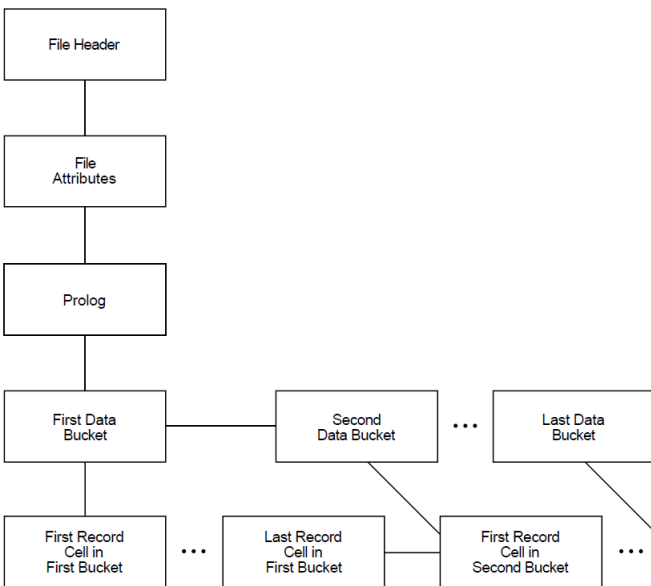 File Header
File
Attributes
Prolog
First Data
Bucket
Second
Data Bucket
•••
Last Data
Bucket
First Record
Cell in
First Bucket
•••
Last Record
Cell in
First Bucket
First Record
Cell in
Second Bucket
•••